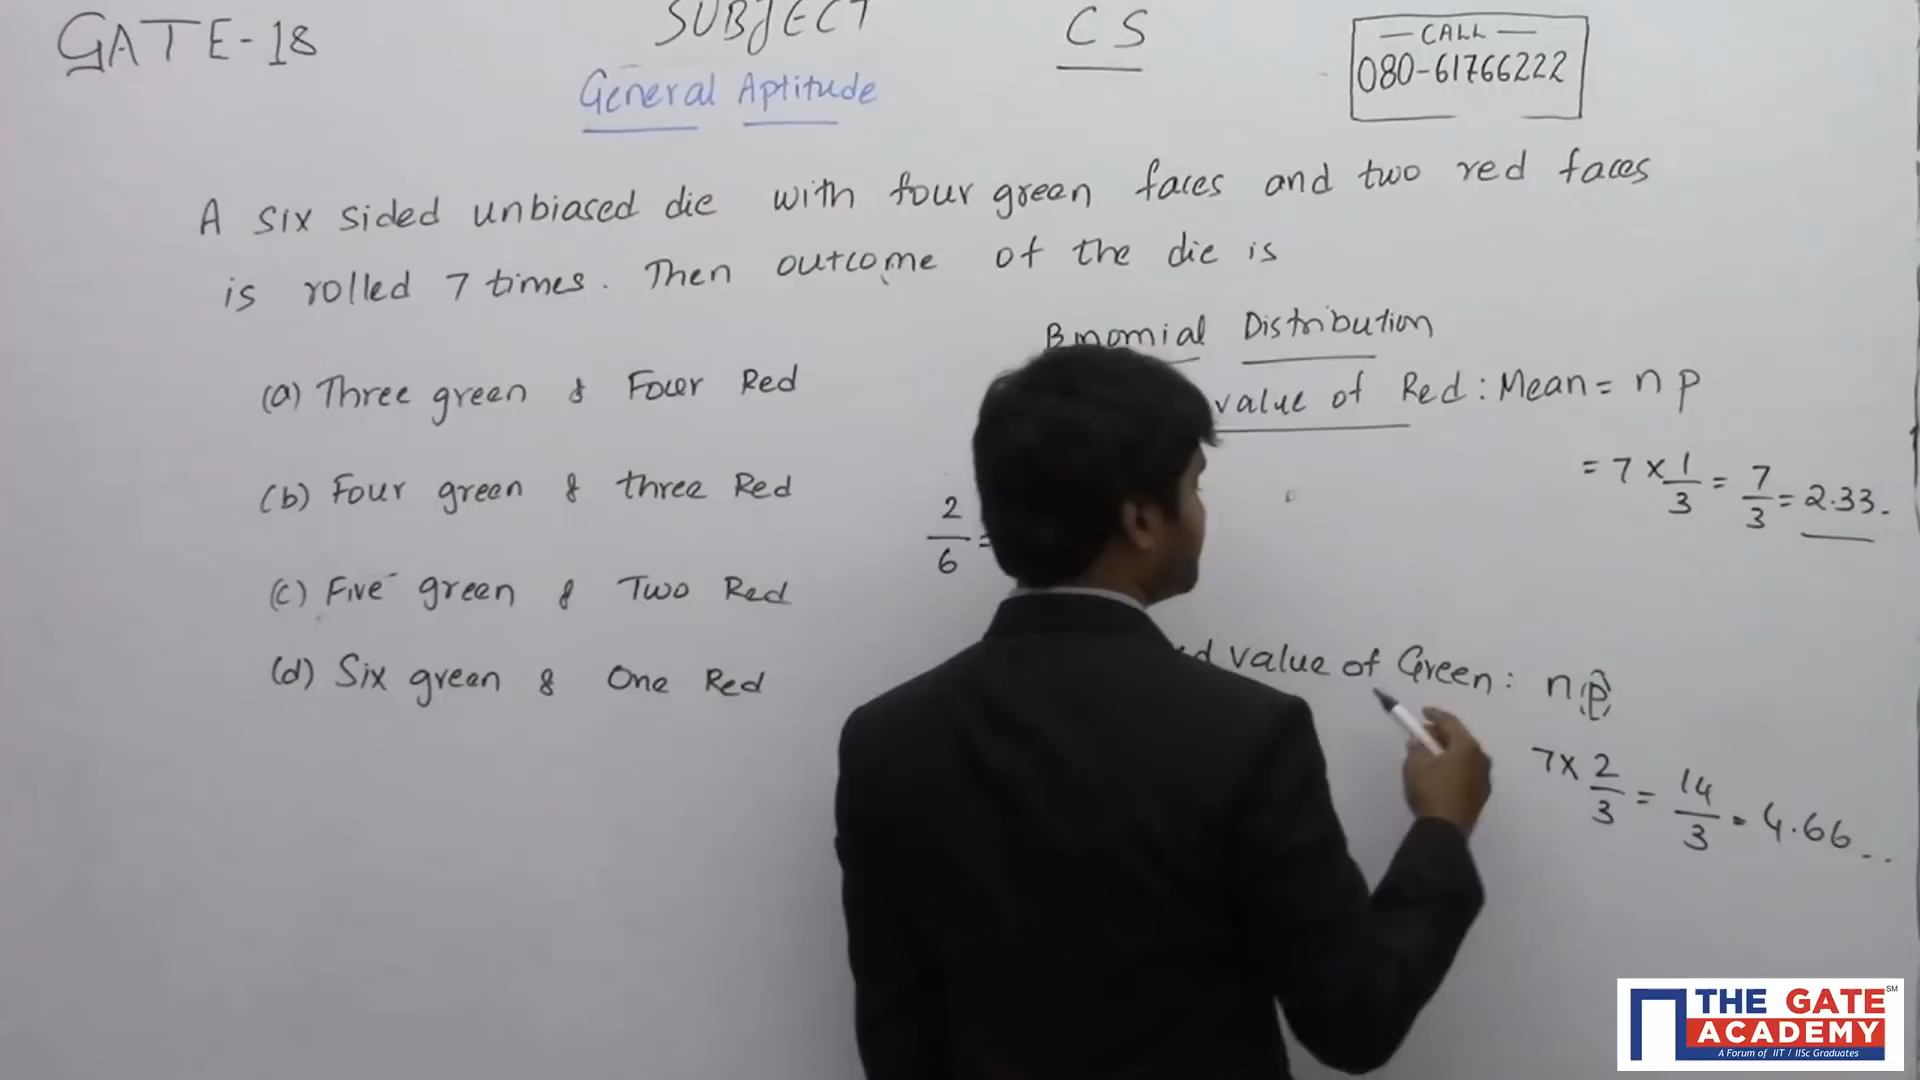 GATE-18
SUBJECT
CS
General Aptitude
CALL
080-61766222
A six sided unbiased die with four green faces and two red faces
is rolled 7 times. Then outcome of the die is
(a) Three green & Four Red
(b) Four green & three Red
(c) Five green & Two Red
(d) Six green & One Red
Binomial Distribution
value of Red : Mean = n p
= 7 × 1/3 = 7/3 = 2.33.
2/6 =
value of Green : n p
7 × 2/3 = 14/3 = 4.66...
THE GATE SM
ACADEMY
A Forum of IIT / IISc Graduates